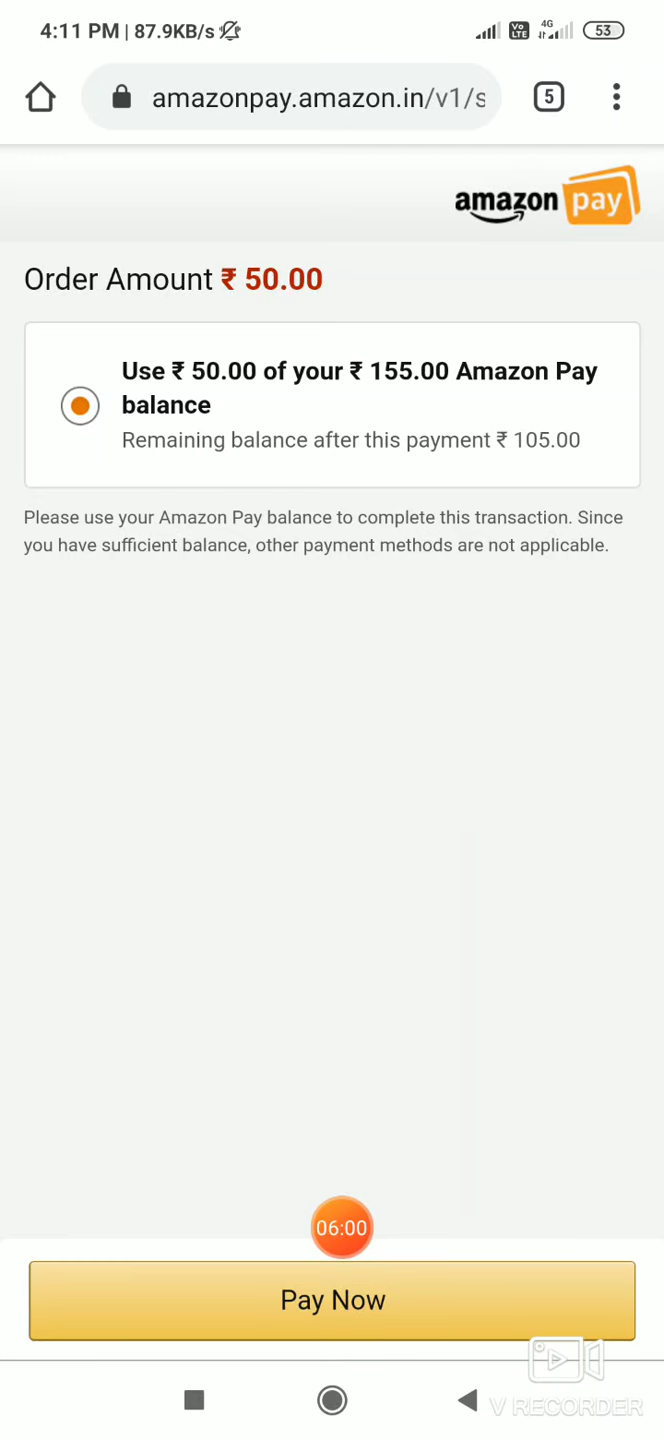 4:11 PM | 87.9KB/s
Vo LTE 4G 53
amazonpay.amazon.in/v1/s
5
amazon pay
Order Amount ₹ 50.00
Use ₹ 50.00 of your ₹ 155.00 Amazon Pay
balance
Remaining balance after this payment ₹ 105.00
Please use your Amazon Pay balance to complete this transaction. Since
you have sufficient balance, other payment methods are not applicable.
06:00
Pay Now
V RECORDER